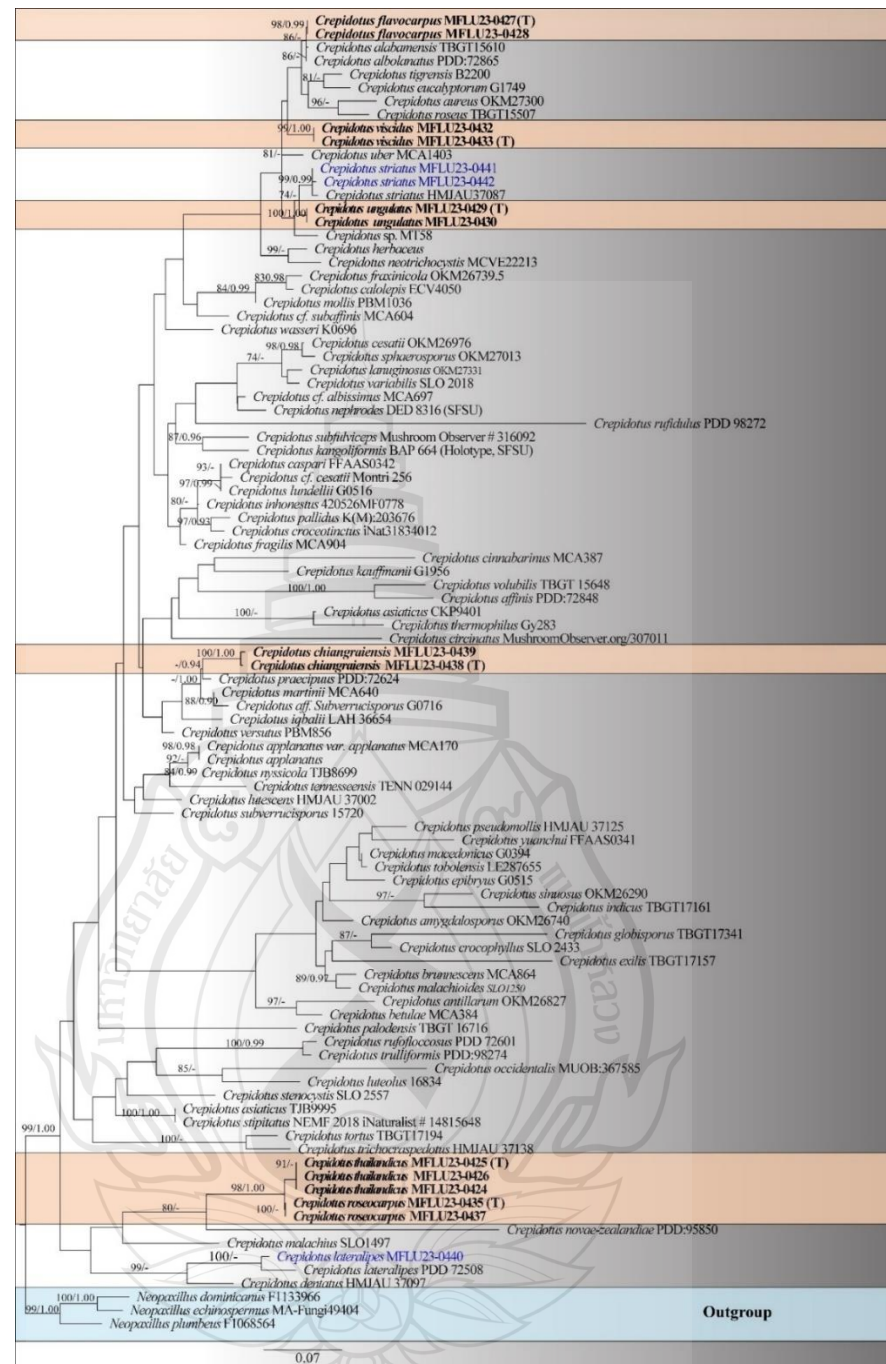 98/0.99 Crepidotus flavocarpus MFLU23-0427(T)
86/- Crepidotus flavocarpus MFLU23-0428
Crepidotus alabamensis TBGT15610
86/- Crepidotus albolanatus PDD:72865
81/- Crepidotus tigrensis B2200
Crepidotus eucalyptorum G1749
96/- Crepidotus aureus OKM27300
Crepidotus roseus TBGT15507
99/1.00 Crepidotus viscidus MFLU23-0432
Crepidotus viscidus MFLU23-0433 (T)
81/- Crepidotus uber MCA1403
Crepidotus striatus MFLU23-0441
99/0.99 Crepidotus striatus MFLU23-0442
74/- Crepidotus striatus HMJAU37087
100/1.00 Crepidotus ungulatus MFLU23-0429 (T)
Crepidotus ungulatus MFLU23-0430
Crepidotus sp. MT58
99/- Crepidotus herbaceus
Crepidotus neotrichocystis MCVE22213
830.98 Crepidotus fraxinicola OKM26739.5
84/0.99 Crepidotus calolepis ECV4050
Crepidotus mollis PBM1036
Crepidotus cf. subaffinis MCA604
Crepidotus wasseri K0696
98/0.98 Crepidotus cesatii OKM26976
74/- Crepidotus sphaerosporus OKM27013
Crepidotus lanuginosus OKM27331
Crepidotus variabilis SLO 2018
Crepidotus cf. albissimus MCA697
Crepidotus nephrodes DED 8316 (SFSU)
Crepidotus rufidulus PDD 98272
87/0.96 Crepidotus subfulviceps Mushroom Observer # 316092
Crepidotus kangoliformis BAP 664 (Holotype, SFSU)
93/- Crepidotus caspari FFAAS0342
97/0.99 Crepidotus cf. cesatii Montri 256
Crepidotus lundellii G0516
80/- Crepidotus inhonestus 420526MF0778
97/0.93 Crepidotus pallidus K(M):203676
Crepidotus croceotinctus iNat31834012
Crepidotus fragilis MCA904
Crepidotus cinnabarinus MCA387
Crepidotus kauffmanii G1956
100/1.00 Crepidotus volubilis TBGT 15648
Crepidotus affinis PDD:72848
100/- Crepidotus asiaticus CKP9401
Crepidotus thermophilus Gy283
Crepidotus circinatus MushroomObserver.org/307011
100/1.00 Crepidotus chiangraiensis MFLU23-0439
-/0.94 Crepidotus chiangraiensis MFLU23-0438 (T)
-/1.00 Crepidotus praecipuus PDD:72624
Crepidotus martinii MCA640
88/0.90 Crepidotus aff. Subverrucisporus G0716
Crepidotus iqbalii LAH 36654
Crepidotus versutus PBM856
98/0.98 Crepidotus applanatus var. applanatus MCA170
92/- Crepidotus applanatus
84/0.99 Crepidotus nyssicola TJB8699
Crepidotus tennesseensis TENN 029144
Crepidotus lutescens HMJAU 37002
Crepidotus subverrucisporus 15720
Crepidotus pseudomollis HMJAU 37125
Crepidotus yuanchui FFAAS0341
Crepidotus macedonicus G0394
Crepidotus tobolensis LE287655
Crepidotus epibryus G0515
97/- Crepidotus sinuosus OKM26290
Crepidotus indicus TBGT17161
Crepidotus amygdalosporus OKM26740
87/- Crepidotus globisporus TBGT17341
Crepidotus crocophyllus SLO 2433
Crepidotus exilis TBGT17157
89/0.97 Crepidotus brunnescens MCA864
Crepidotus malachioides SLO1250
97/- Crepidotus antillarum OKM26827
Crepidotus betulae MCA384
Crepidotus palodensis TBGT 16716
100/0.99 Crepidotus rufofloccosus PDD 72601
Crepidotus trulliformis PDD:98274
85/- Crepidotus occidentalis MUOB:367585
Crepidotus luteolus 16834
Crepidotus stenocystis SLO 2557
100/1.00 Crepidotus asiaticus TJB9995
Crepidotus stipitatus NEMF 2018 iNaturalist # 14815648
99/1.00
100/- Crepidotus tortus TBGT17194
Crepidotus trichocraspedotus HMJAU 37138
91/- Crepidotus thailandicus MFLU23-0425 (T)
Crepidotus thailandicus MFLU23-0426
98/1.00 Crepidotus thailandicus MFLU23-0424
80/- 100/- Crepidotus roseocarpus MFLU23-0435 (T)
Crepidotus roseocarpus MFLU23-0437
Crepidotus novae-zealandiae PDD:95850
Crepidotus malachius SLO1497
99/- 100/- Crepidotus lateralipes MFLU23-0440
Crepidotus lateralipes PDD 72508
Crepidotus dentatus HMJAU 37097
100/1.00 Neopaxillus dominicanus F1133966
99/1.00 Neopaxillus echinospermus MA-Fungi49404
Neopaxillus plumbeus F1068564
Outgroup
0.07